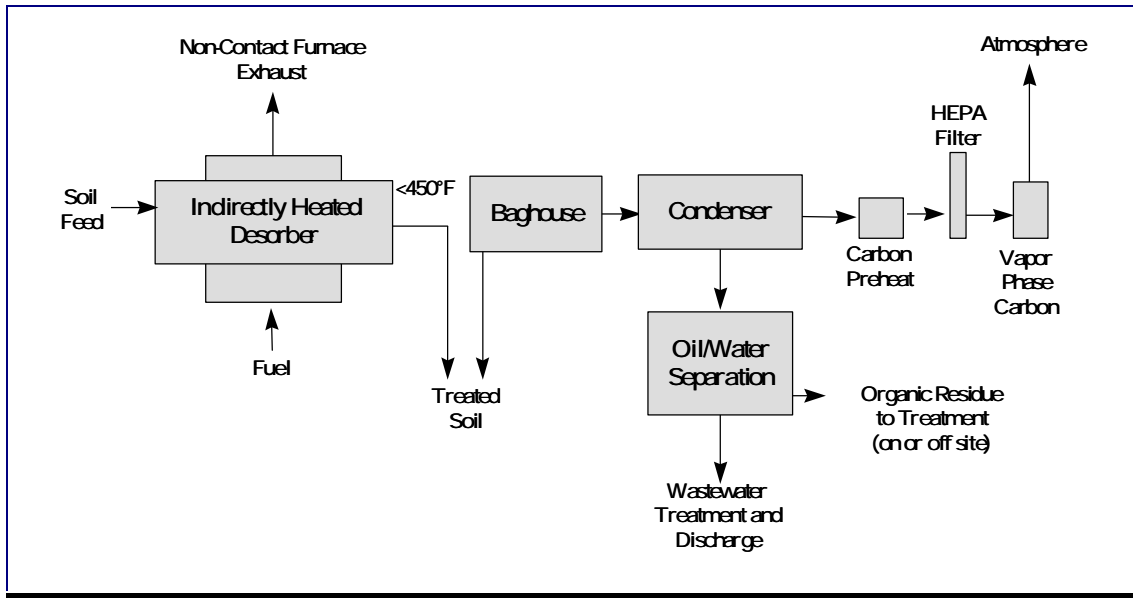 Non-Contact Furnace
Exhaust
Atmosphere
HEPA
Filter
Soil
Feed
Indirectly Heated
Desorber
<450°F
Baghouse
Condenser
Carbon
Preheat
Vapor
Phase
Carbon
Fuel
Treated
Soil
Oil/Water
Separation
Organic Residue
to Treatment
(on or off site)
Wastewater
Treatment and
Discharge